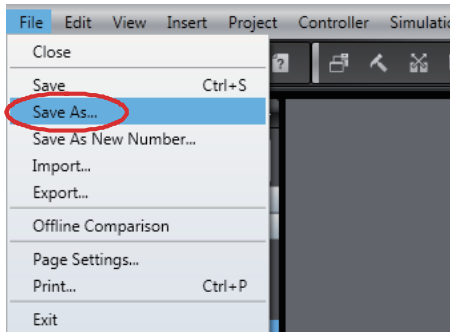 File Edit View Insert Project Controller
Close
Save Ctrl+S
Save As...
Save As New Number...
Import...
Export...
Offline Comparison
Page Settings...
Print... Ctrl+P
Exit